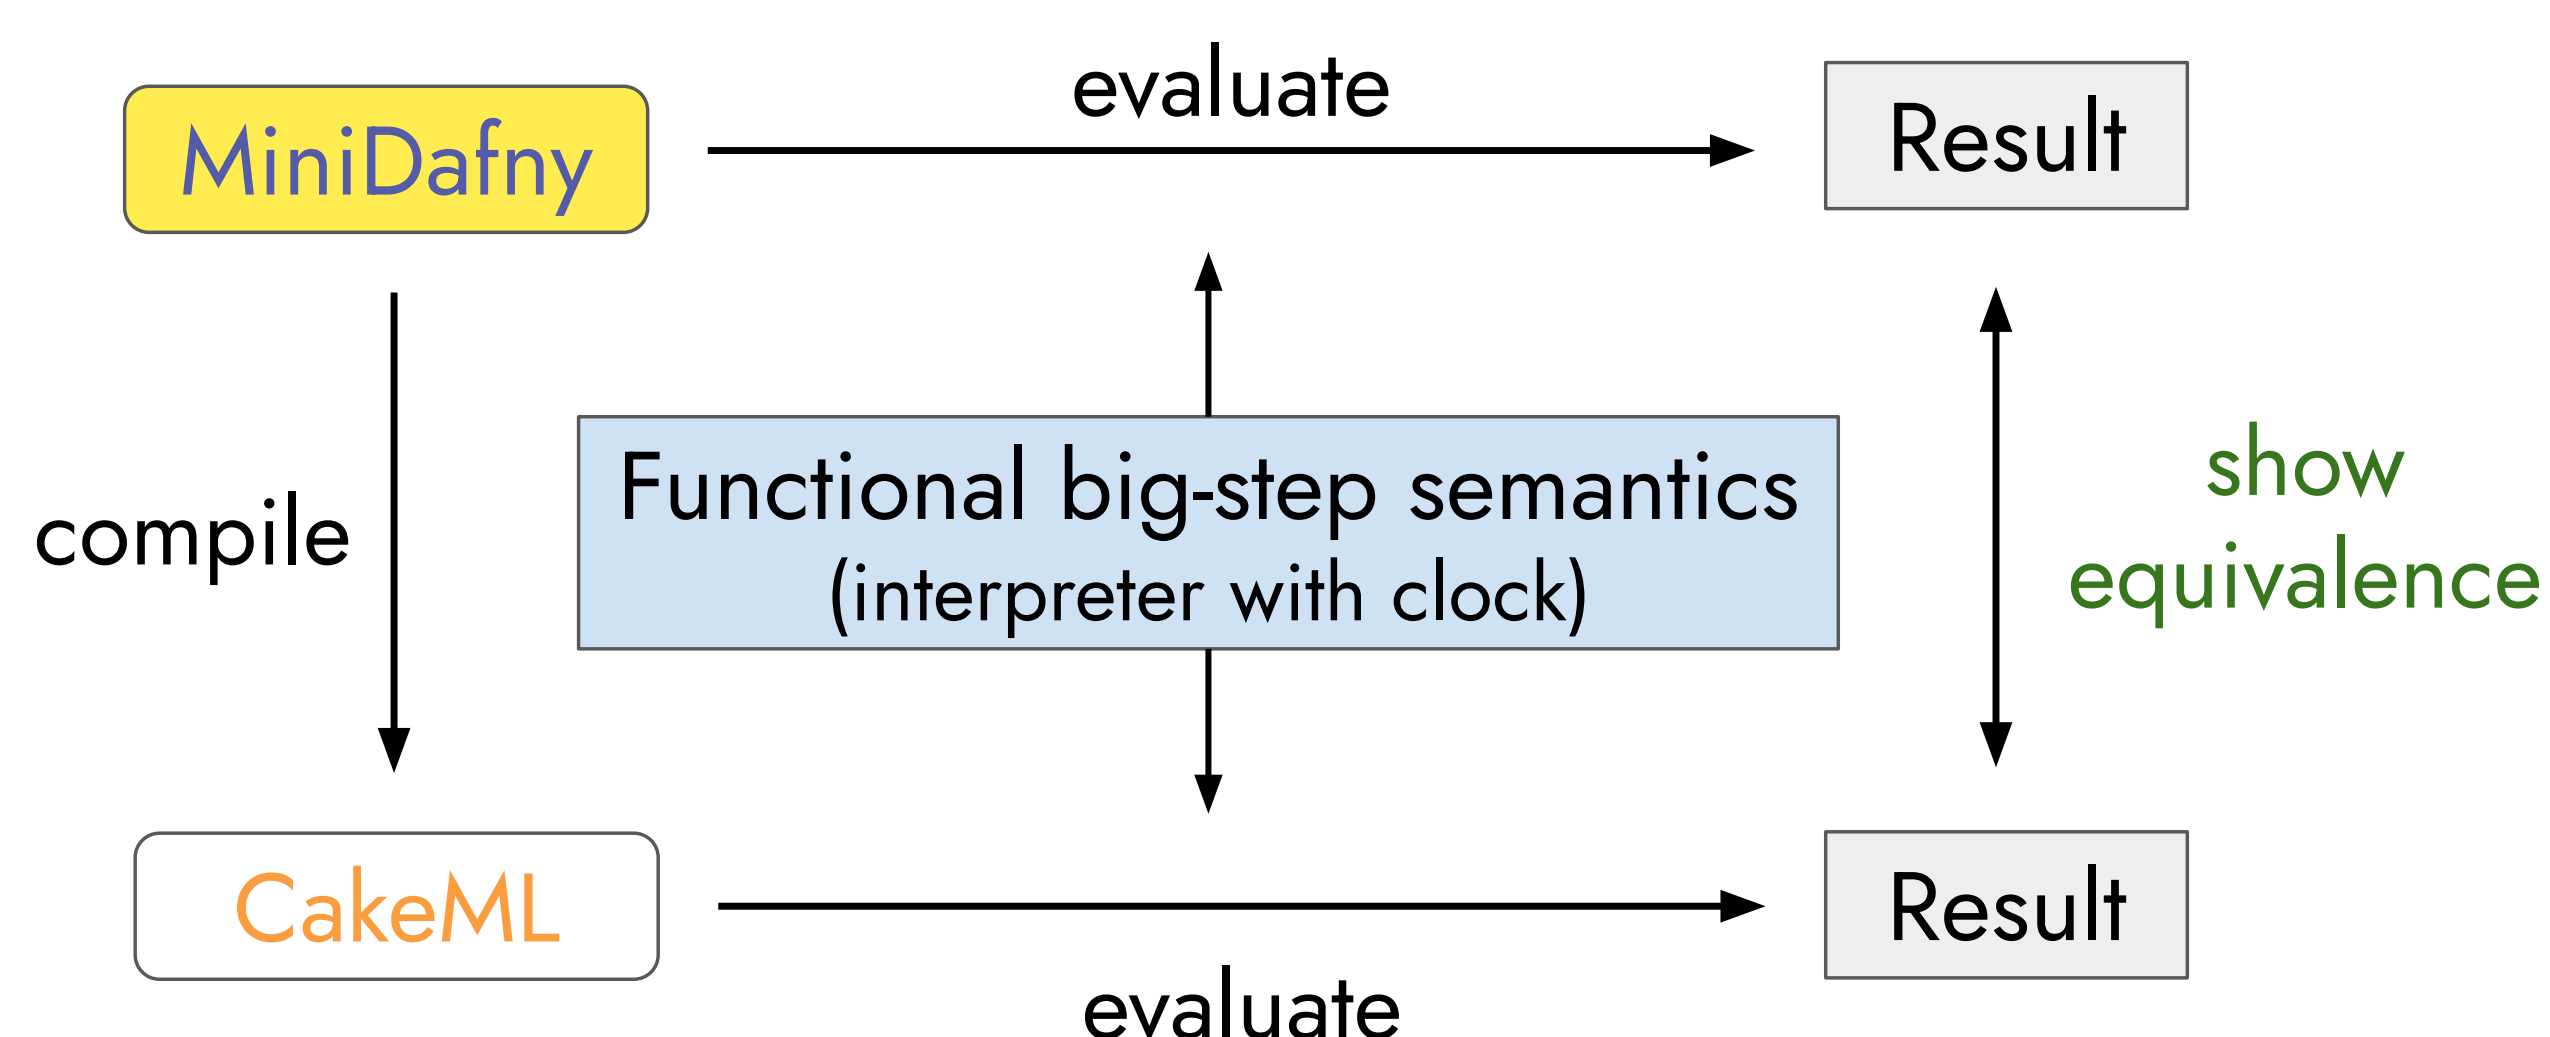 evaluate
MiniDafny
Result
compile
Functional big-step semantics
(interpreter with clock)
show
equivalence
CakeML
Result
evaluate